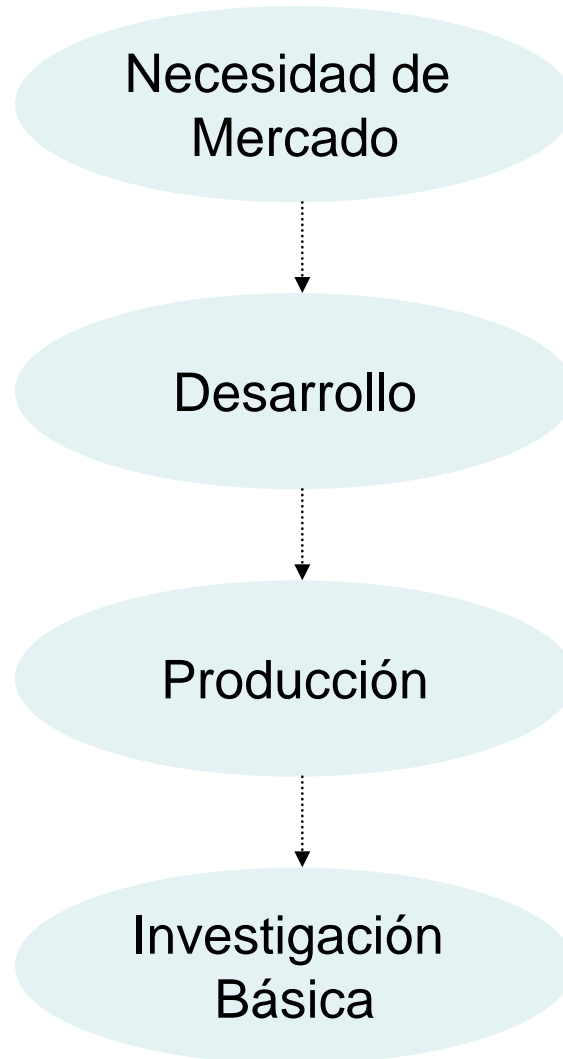 Necesidad de
Mercado
Desarrollo
Producción
Investigación
Básica